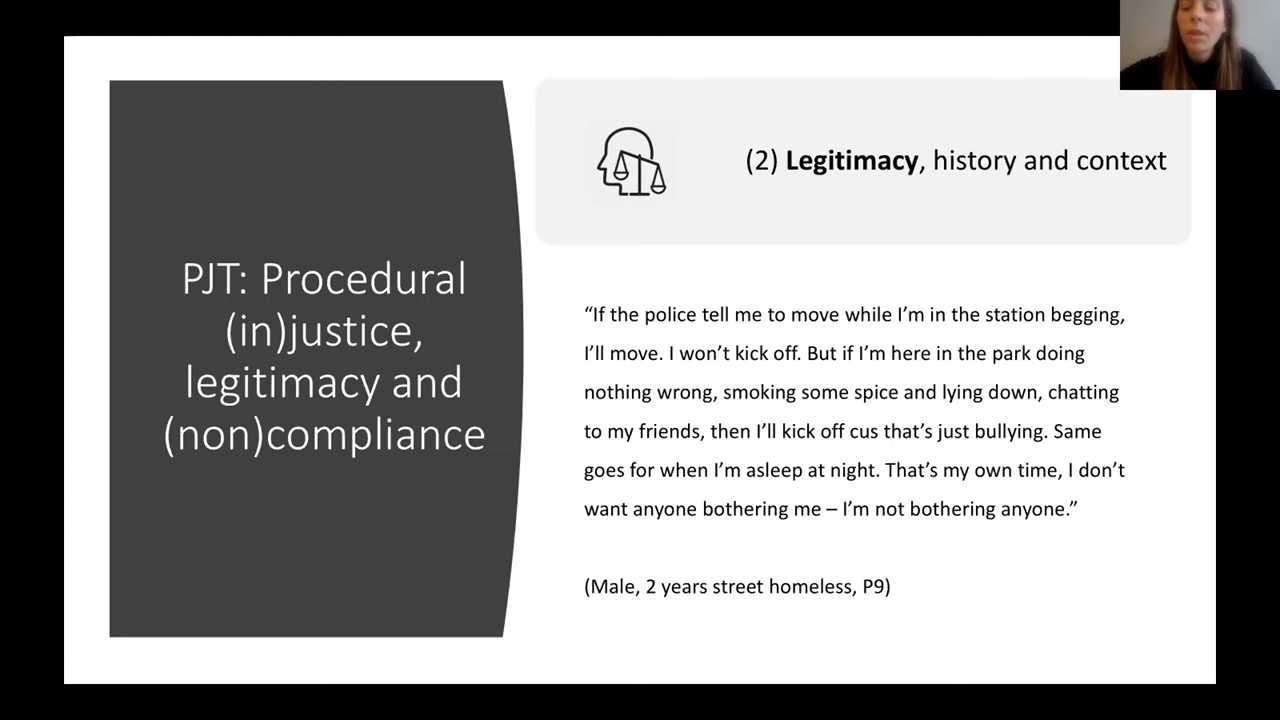 PJT: Procedural
(in)justice,
legitimacy and
(non)compliance
(2) Legitimacy, history and context
“If the police tell me to move while I’m in the station begging,
I’ll move. I won’t kick off. But if I’m here in the park doing
nothing wrong, smoking some spice and lying down, chatting
to my friends, then I’ll kick off cus that’s just bullying. Same
goes for when I’m asleep at night. That’s my own time, I don’t
want anyone bothering me – I’m not bothering anyone.”
(Male, 2 years street homeless, P9)